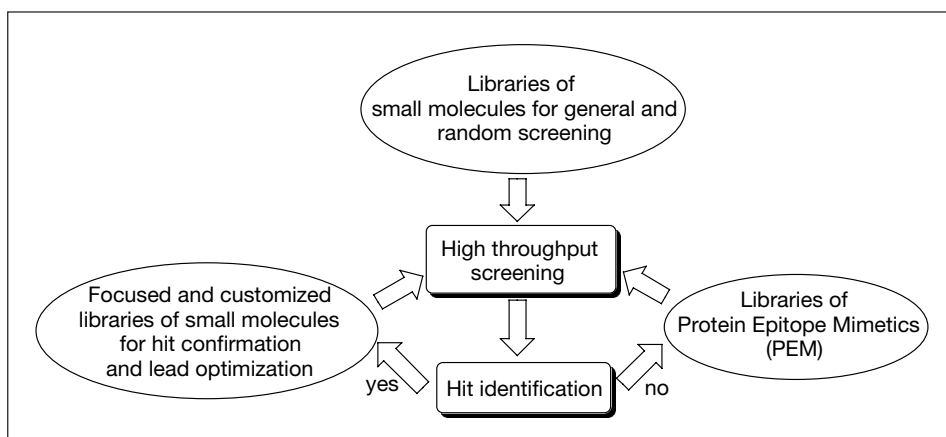 Libraries of
small molecules for general and
random screening
High throughput
screening
Focused and customized
libraries of small molecules
for hit confirmation
and lead optimization
Libraries of
Protein Epitope Mimetics
(PEM)
yes
Hit identification
no